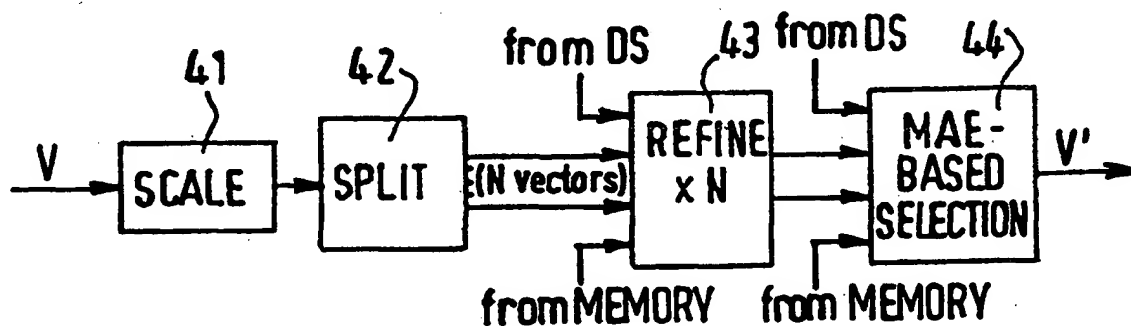 41
42
from DS
43
from DS
44
V
SCALE
SPLIT
(N vectors)
REFINE
x N
MAE-
BASED
SELECTION
V'
from MEMORY
from MEMORY